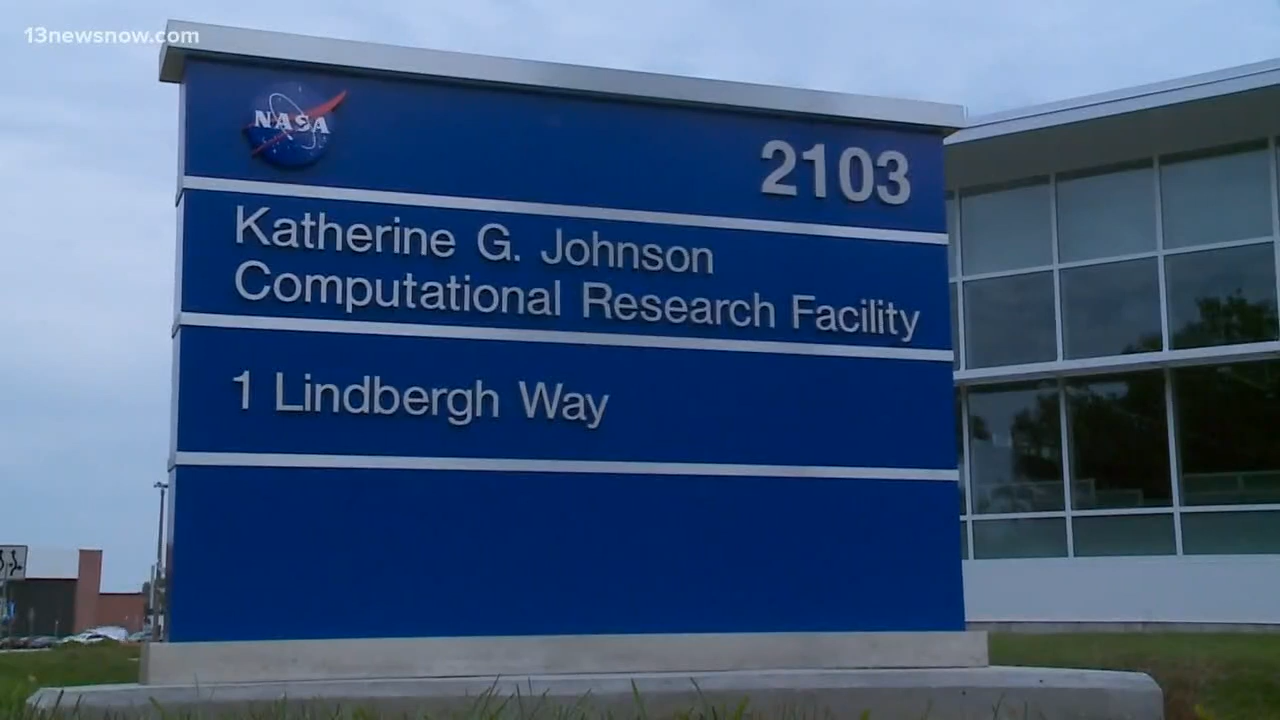 13newsnow.com
NASA
2103
Katherine G. Johnson
Computational Research Facility
1 Lindbergh Way